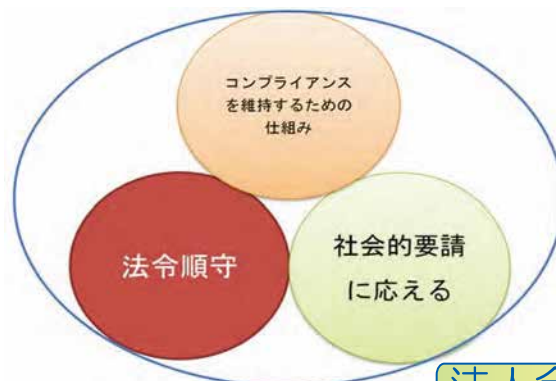 コンプライアンス
を維持するための
仕組み
法令順守
社会的要請
に応える